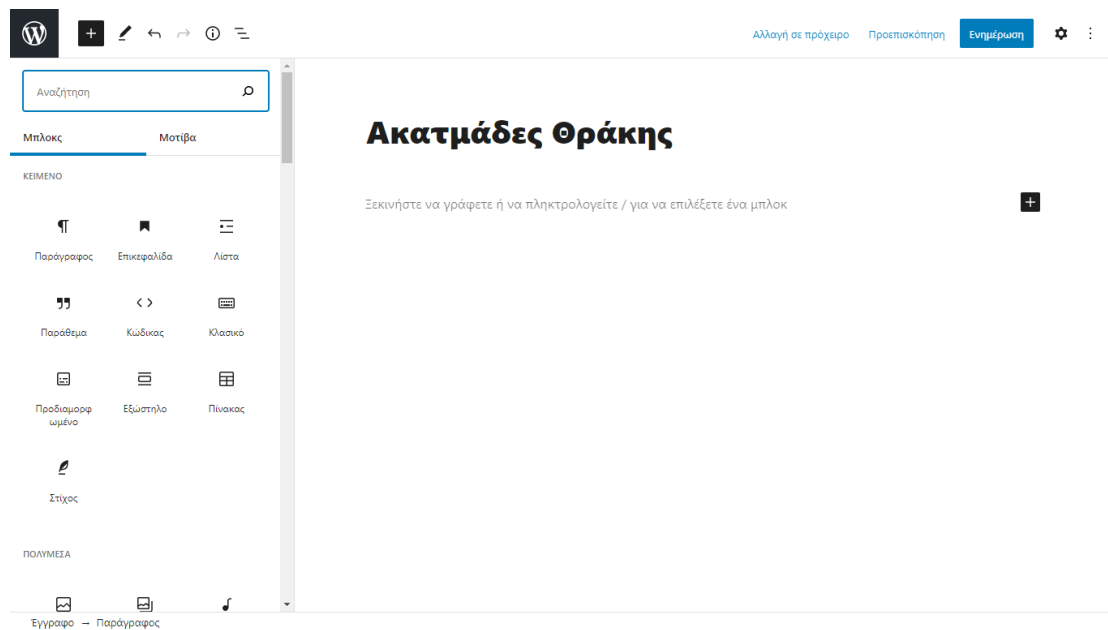 Αλλαγή σε πρόχειρο Προεπισκόπηση Ενημέρωση
Αναζήτηση
Μπλοκς Μοτίβα
ΚΕΙΜΕΝΟ
Παράγραφος Επικεφαλίδα Λίστα
Παράθεμα Κώδικας Κλασικό
Προδιαμορφ
ωμένο
Εξώστηλο Πίνακας
Στίχος
ΠΟΛΥΜΕΣΑ
Ακατμάδες Θράκης
Ξεκινήστε να γράφετε ή να πληκτρολογείτε / για να επιλέξετε ένα μπλοκ
Έγγραφο → Παράγραφος